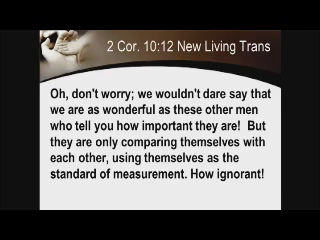 2 Cor. 10:12 New Living Trans
Oh, don't worry; we wouldn't dare say that
we are as wonderful as these other men
who tell you how important they are!  But
they are only comparing themselves with
each other, using themselves as the
standard of measurement. How ignorant!